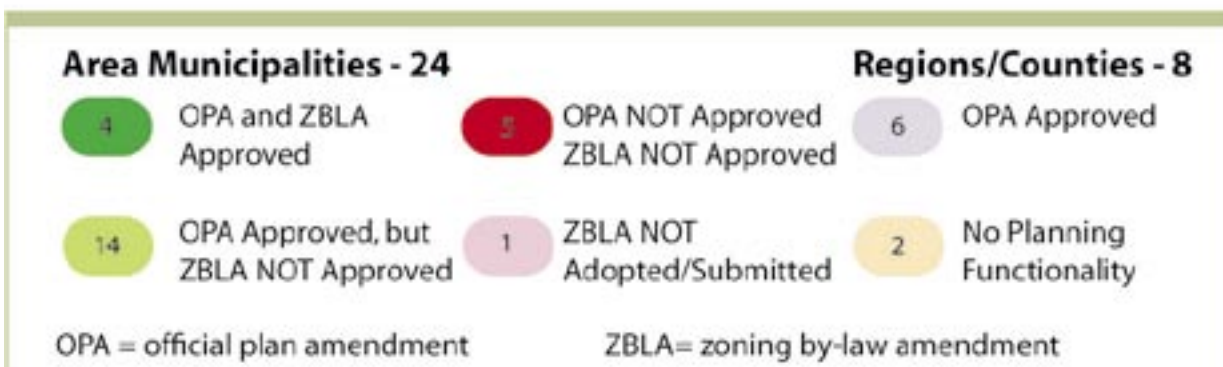 Area Municipalities - 24
Regions/Counties - 8
4
OPA and ZBLA
Approved
5
OPA NOT Approved
ZBLA NOT Approved
6
OPA Approved
14
OPA Approved, but
ZBLA NOT Approved
1
ZBLA NOT
Adopted/Submitted
2
No Planning
Functionality
OPA = official plan amendment
ZBLA= zoning by-law amendment